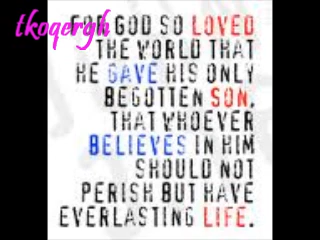 tkoqergh
FOR GOD SO LOVED
THE WORLD THAT
HE GAVE HIS ONLY
BEGOTTEN SON,
THAT WHOEVER
BELIEVES IN HIM
SHOULD NOT
PERISH BUT HAVE
EVERLASTING LIFE.